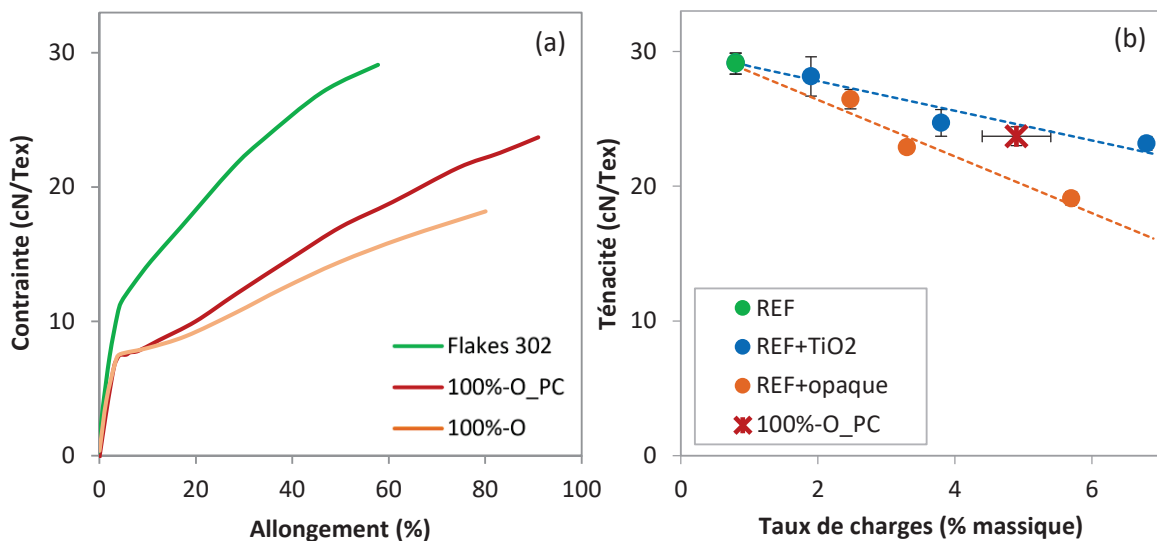 (a)
Contrainte (cN/Tex)
30
20
10
0
0 20 40 60 80 100
Allongement (%)
Flakes 302
100%-O_PC
100%-O
(b)
Ténacité (cN/Tex)
30
20
10
0
0 2 4 6
Taux de charges (% massique)
REF
REF+TiO2
REF+opaque
100%-O_PC